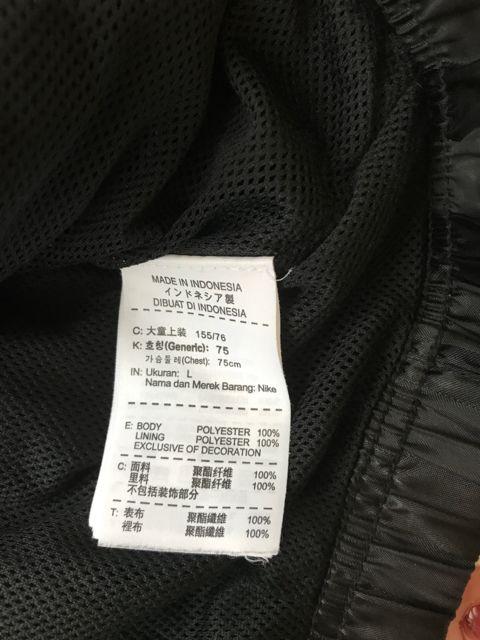 MADE IN INDONESIA
インドネシア製
DIBUAT DI INDONESIA
C: 大童上装 155/76
K: 호칭(Generic): 75
가슴둘레(Chest): 75cm
IN: Ukuran: L
Nama dan Merek Barang: Nike
E: BODY POLYESTER 100%
LINING POLYESTER 100%
EXCLUSIVE OF DECORATION
C: 面料 聚酯纤维 100%
里料 聚酯纤维 100%
不包括装饰部分
T: 表布 聚酯纖維 100%
裡布 聚酯纖維 100%